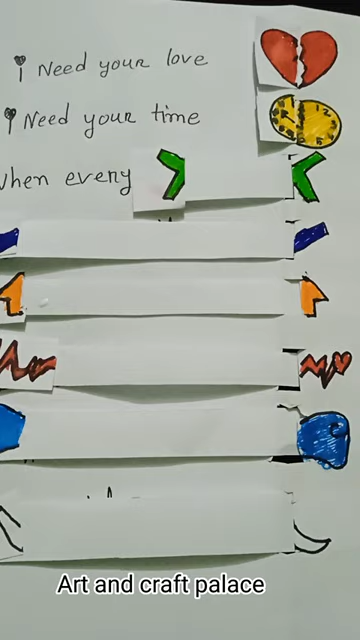 I Need your love
I Need your time
When every
Art and craft palace